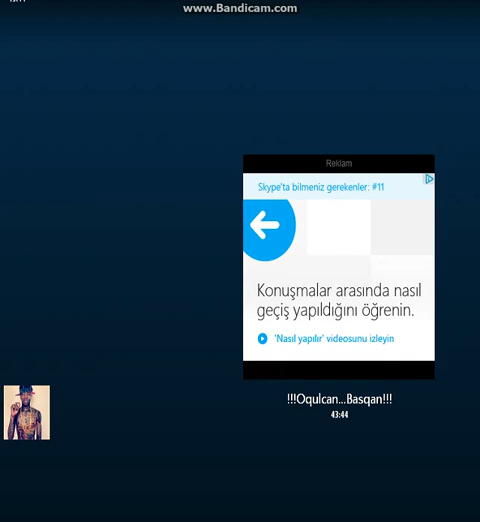 www.Bandicam.com
Reklam
Skype'ta bilmeniz gerekenler: #11
Konuşmalar arasında nasıl
geçiş yapıldığını öğrenin.
'Nasıl yapılır' videosunu izleyin
!!!Oqulcan...Basqan!!!
43:44